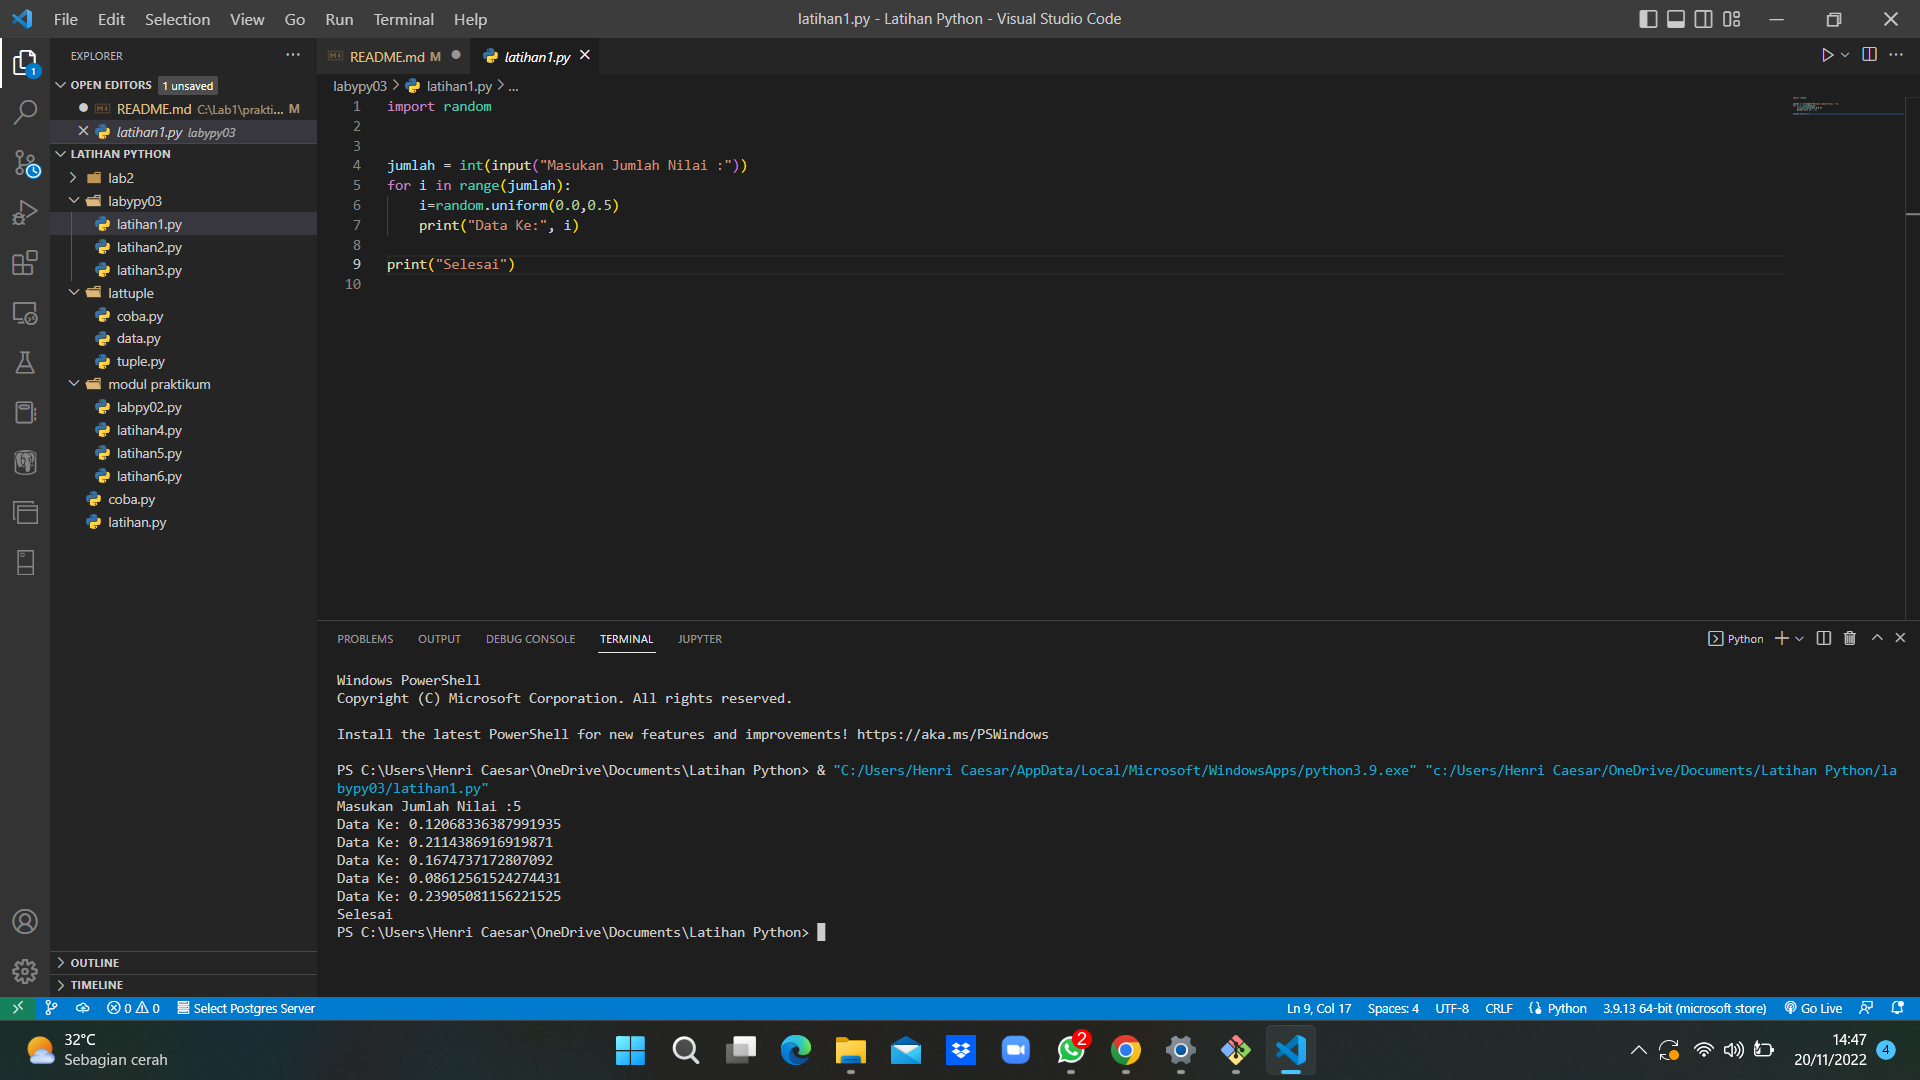 File Edit Selection View Go Run Terminal Help
latihan1.py - Latihan Python - Visual Studio Code
EXPLORER
OPEN EDITORS 1 unsaved
README.md C:\Lab1\prakti... M
latihan1.py labypy03
LATIHAN PYTHON
lab2
labypy03
latihan1.py
latihan2.py
latihan3.py
lattuple
coba.py
data.py
tuple.py
modul praktikum
labpy02.py
latihan4.py
latihan5.py
latihan6.py
coba.py
latihan.py
OUTLINE
TIMELINE
README.md M
latihan1.py
labypy03 > latihan1.py > ...
1 import random
2
3
4 jumlah = int(input("Masukan Jumlah Nilai :"))
5 for i in range(jumlah):
6     i=random.uniform(0.0,0.5)
7     print("Data Ke:", i)
8
9 print("Selesai")
10
PROBLEMS OUTPUT DEBUG CONSOLE TERMINAL JUPYTER
Python
Windows PowerShell
Copyright (C) Microsoft Corporation. All rights reserved.
Install the latest PowerShell for new features and improvements! https://aka.ms/PSWindows
PS C:\Users\Henri Caesar\OneDrive\Documents\Latihan Python> & "C:/Users/Henri Caesar/AppData/Local/Microsoft/WindowsApps/python3.9.exe" "c:/Users/Henri Caesar/OneDrive/Documents/Latihan Python/la
bypy03/latihan1.py"
Masukan Jumlah Nilai :5
Data Ke: 0.12068336387991935
Data Ke: 0.2114386916919871
Data Ke: 0.1674737172807092
Data Ke: 0.08612561524274431
Data Ke: 0.23905081156221525
Selesai
PS C:\Users\Henri Caesar\OneDrive\Documents\Latihan Python>
1
0 0 Select Postgres Server
Ln 9, Col 17 Spaces: 4 UTF-8 CRLF Python 3.9.13 64-bit (microsoft store) Go Live
32°C
Sebagian cerah
2
14:47
20/11/2022
4